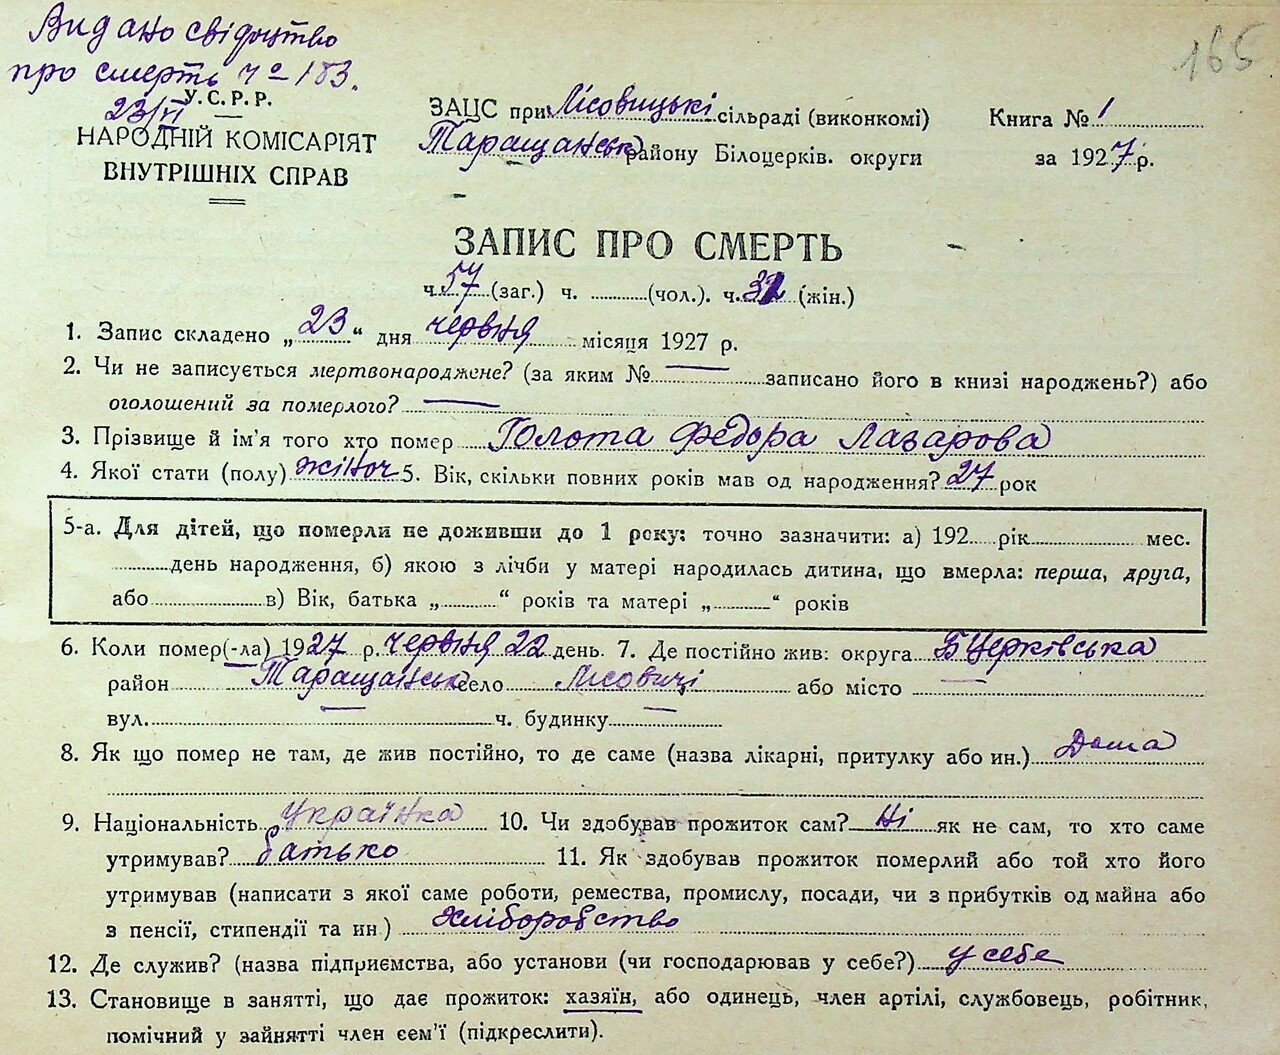 Видано свідоцтво
про смерть ч⁰ 183.
23/VI
165
У.С.Р.Р.
НАРОДНІЙ КОМІСАРІЯТ
ВНУТРІШНІХ СПРАВ
ЗАЦС при Лісовицькі сільраді (виконкомі)
Таращанськ району Білоцерків. округи
Книга № 1
за 1927 р.
ЗАПИС ПРО СМЕРТЬ
ч. 57 (заг.) ч. (чол.). ч. 32 (жін.)
1. Запис складено „23“ дня червня місяця 1927 р.
2. Чи не записується мертвонароджене? (за яким № записано його в книзі народжень?) або
оголошений за померлого? —
3. Прізвище й ім'я того хто помер Голота Федора Лазарова
4. Якої стати (полу) жіноч 5. Вік, скільки повних років мав од народження? 27 рок
5-а. Для дітей, що померли не доживши до 1 року: точно зазначити: а) 192 рік мес.
день народження, б) якою з лічби у матері народилась дитина, що вмерла: перша, друга,
або в) Вік, батька „ “ років та матері „ “ років
6. Коли помер(-ла) 1927 р. червня 22 день. 7. Де постійно жив: округа БЦерківська
район Таращанськ село Лісовичі або місто
вул. ч. будинку
8. Як що помер не там, де жив постійно, то де саме (назва лікарні, притулку або ин.) Дома
9. Національність Українка 10. Чи здобував прожиток сам? Ні як не сам, то хто саме
утримував? батько 11. Як здобував прожиток померлий або той хто його
утримував (написати з якої саме роботи, ремества, промислу, посади, чи з прибутків од майна або
з пенсії, стипендії та ин) хліборобство
12. Де служив? (назва підприємства, або установи (чи господарював у себе?) у себе
13. Становище в занятті, що дає прожиток: хазяїн, або одинець, член артілі, службовець, робітник,
помічний у зайнятті член сем'ї (підкреслити).